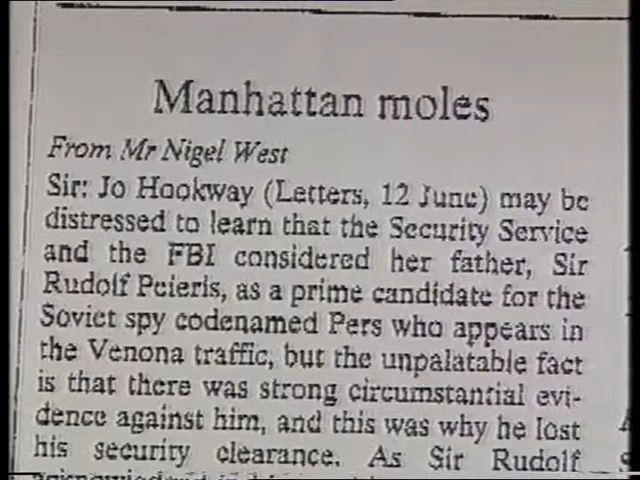 Manhattan moles
From Mr Nigel West
Sir: Jo Hookway (Letters, 12 June) may be
distressed to learn that the Security Service
and the FBI considered her father, Sir
Rudolf Peierls, as a prime candidate for the
Soviet spy codenamed Pers who appears in
the Venona traffic, but the unpalatable fact
is that there was strong circumstantial evi-
dence against him, and this was why he lost
his security clearance. As Sir Rudolf